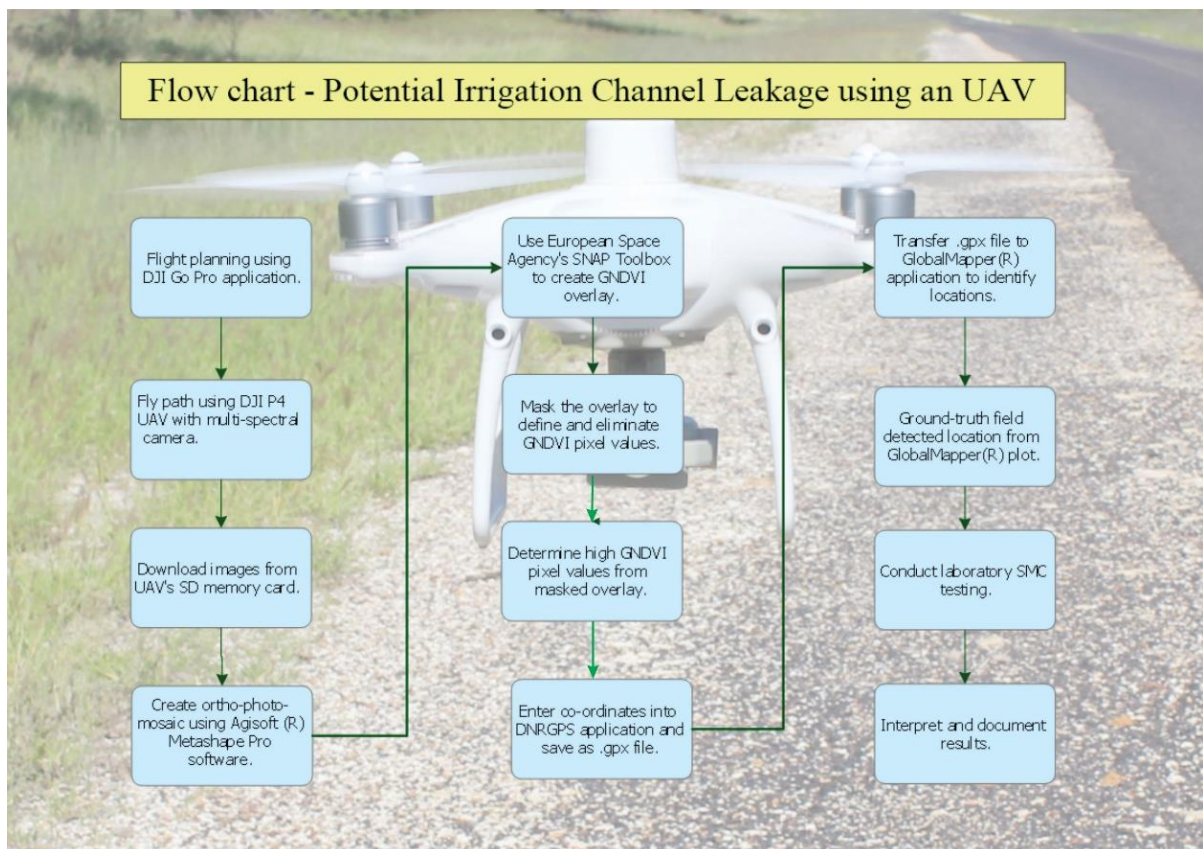 Flow chart - Potential Irrigation Channel Leakage using an UAV
Flight planning using
DJI Go Pro application.
Fly path using DJI P4
UAV with multi-spectral
camera.
Download images from
UAV's SD memory card.
Create ortho-photo-
mosaic using Agisoft (R)
Metashape Pro
software.
Use European Space
Agency's SNAP Toolbox
to create GNDVI
overlay.
Mask the overlay to
define and eliminate
GNDVI pixel values.
Determine high GNDVI
pixel values from
masked overlay.
Enter co-ordinates into
DNRGPS application and
save as .gpx file.
Transfer .gpx file to
GlobalMapper(R)
application to identify
locations.
Ground-truth field
detected location from
GlobalMapper(R) plot.
Conduct laboratory SMC
testing.
Interpret and document
results.